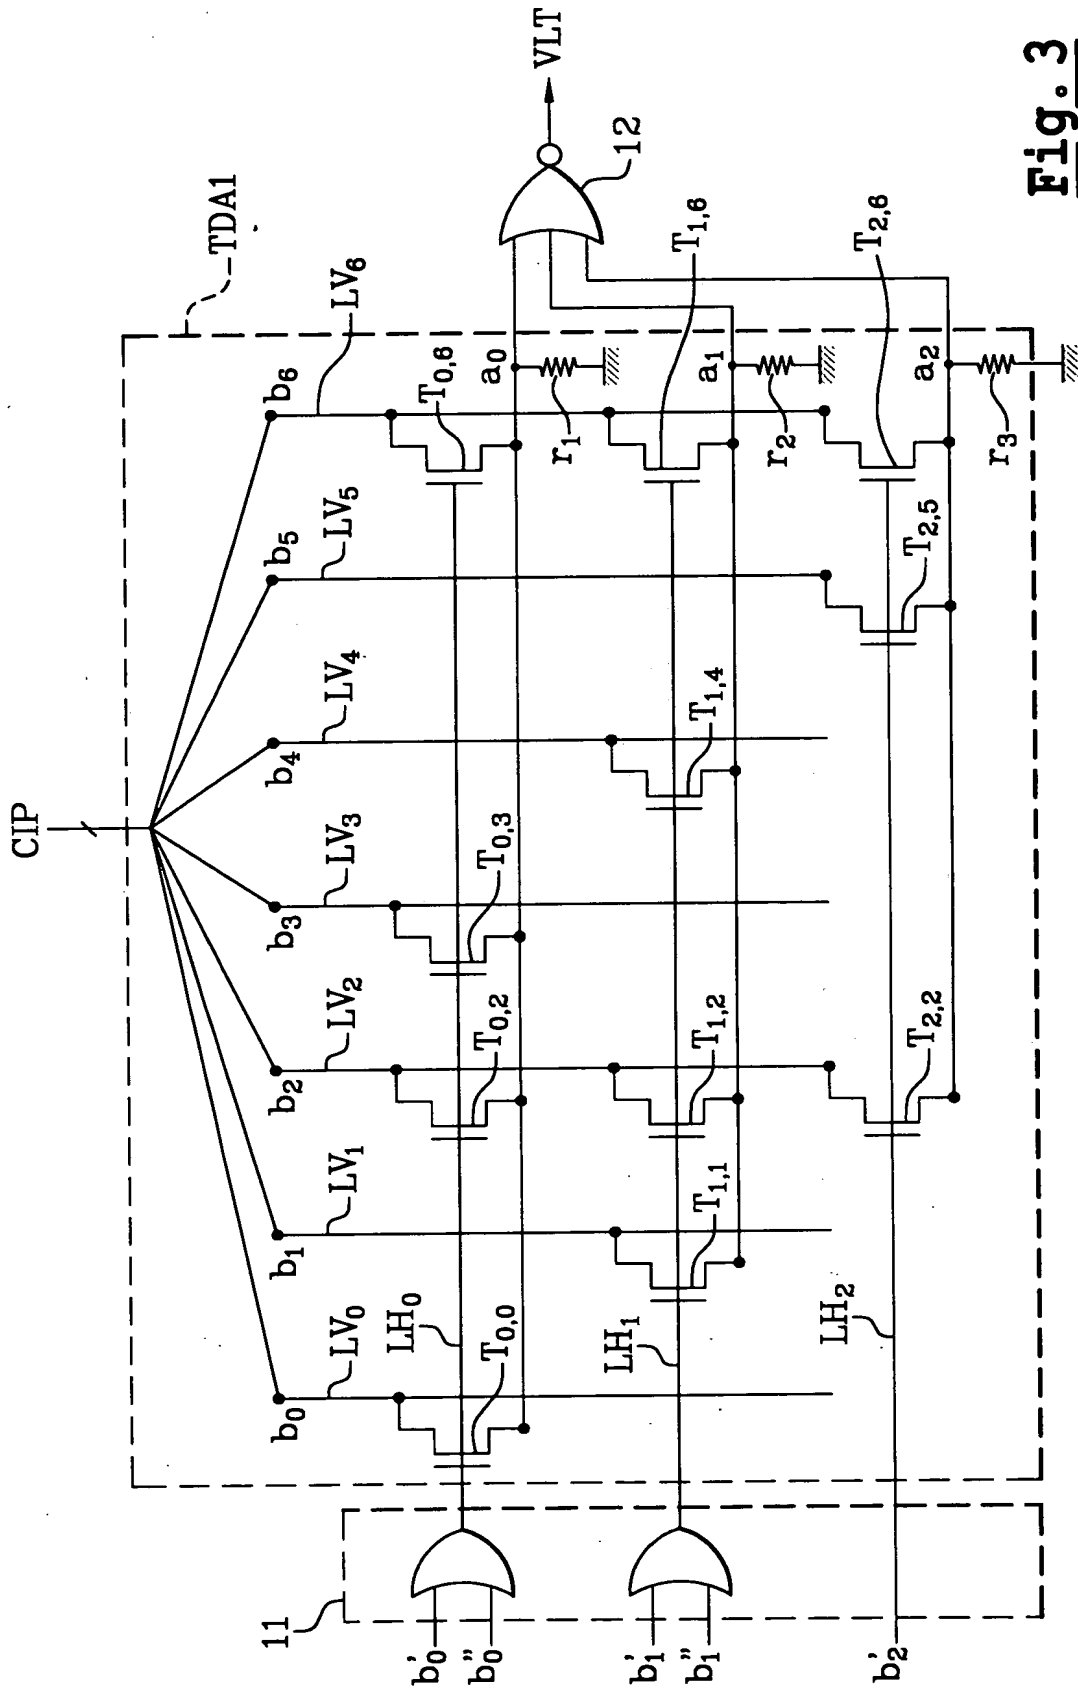 CIP
TDA1
b₀ b₁ b₂ b₃ b₄ b₅ b₆
LV₀ LV₁ LV₂ LV₃ LV₄ LV₅ LV₆
11
b'₀
b"₀
LH₀
T₀,₀ T₀,₂ T₀,₃ T₀,₆
a₀
r₁
VLT
12
b'₁
b"₁
LH₁
T₁,₁ T₁,₂ T₁,₄ T₁,₆
a₁
r₂
b'₂
LH₂
T₂,₂ T₂,₅ T₂,₆
a₂
r₃
Fig. 3